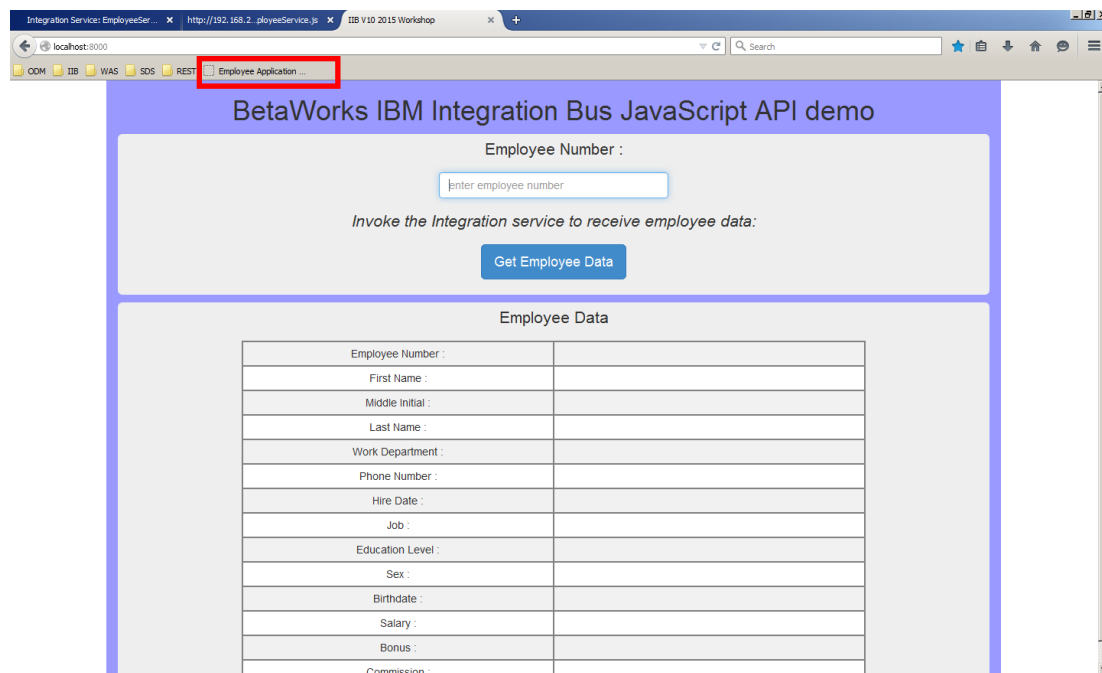 Integration Service: EmployeeSer... http://192.168.2...ployeeService.js IIB V10 2015 Workshop
localhost:8000 Search
ODM IIB WAS SDS REST Employee Application ...
BetaWorks IBM Integration Bus JavaScript API demo
Employee Number :
enter employee number
Invoke the Integration service to receive employee data:
Get Employee Data
Employee Data
Employee Number :
First Name :
Middle Initial :
Last Name :
Work Department :
Phone Number :
Hire Date :
Job :
Education Level :
Sex :
Birthdate :
Salary :
Bonus :
Commission :